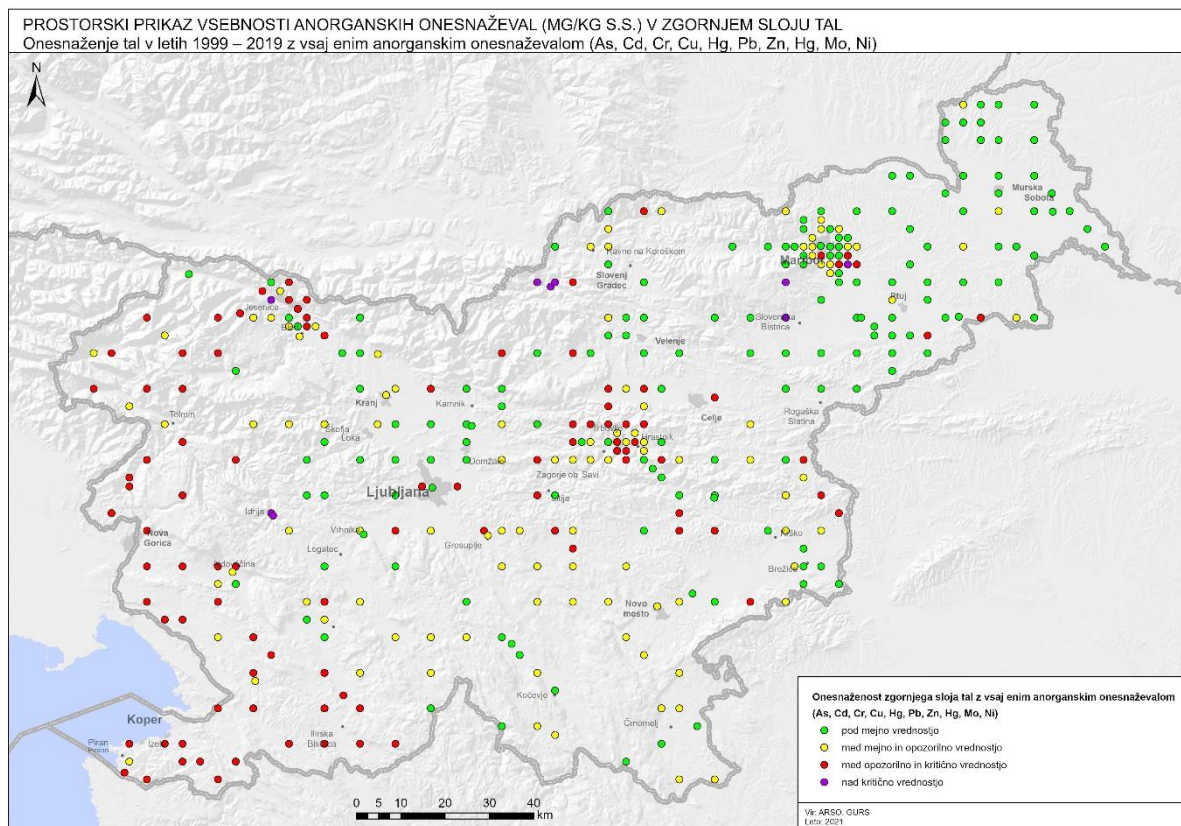 PROSTORSKI PRIKAZ VSEBNOSTI ANORGANSKIH ONESNAŽEVAL (MG/KG S.S.) V ZGORNJEM SLOJU TAL
Onesnaženje tal v letih 1999 – 2019 z vsaj enim anorganskim onesnaževalom (As, Cd, Cr, Cu, Hg, Pb, Zn, Hg, Mo, Ni)
N
Murska
Sobota
Ravne na Koroškem
Slovenj
Gradec
Maribor
Jesenice
Bled
Ptuj
Slovenska
Bistrica
Velenje
Kranj
Kamnik
Celje
Rogaška
Slatina
Tolmin
Škofja
Loka
Trbovlje
Hrastnik
Domžale
Zagorje ob Savi
Ljubljana
Litija
Idrija
Nova
Gorica
Vrhnika
Grosuplje
Krško
Logatec
Ajdovščina
Brežice
Novo
mesto
Kočevje
Koper
Črnomelj
Ilirska
Bistrica
Piran
Izola
0 5 10 20 30 40
km
Onesnaženost zgornjega sloja tal z vsaj enim anorganskim onesnaževalom
(As, Cd, Cr, Cu, Hg, Pb, Zn, Hg, Mo, Ni)
pod mejno vrednostjo
med mejno in opozorilno vrednostjo
med opozorilno in kritično vrednostjo
nad kritično vrednostjo
Vir: ARSO, GURS
Leto: 2021